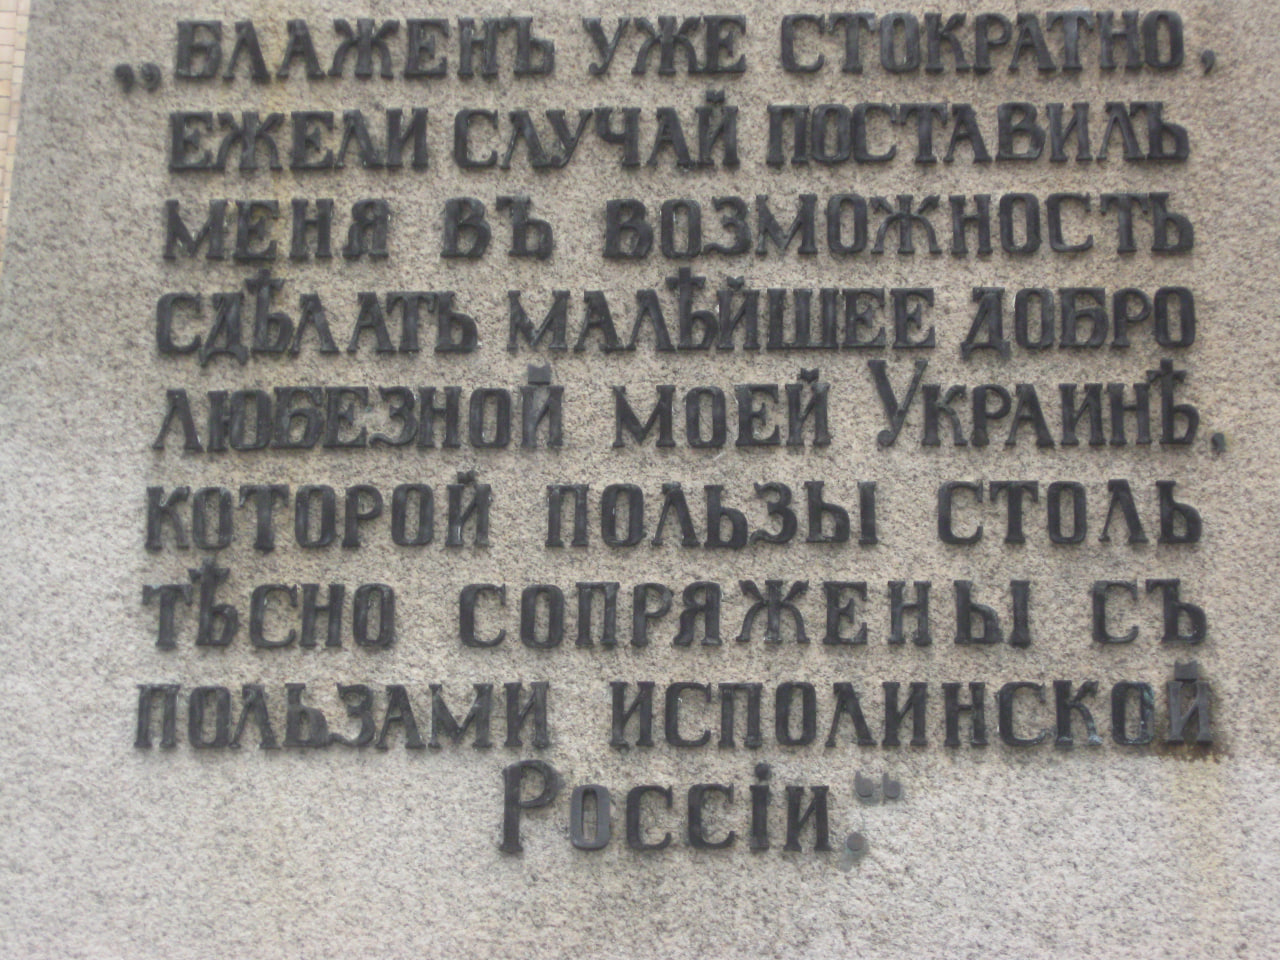 „БЛАЖЕНЪ УЖЕ СТОКРАТНО,
ЕЖЕЛИ СЛУЧАЙ ПОСТАВИЛЪ
МЕНЯ ВЪ ВОЗМОЖНОСТЪ
СДѢЛАТЬ МАЛѢЙШЕЕ ДОБРО
ЛЮБЕЗНОЙ МОЕЙ УКРАИНѢ,
КОТОРОЙ ПОЛЬЗЫ СТОЛЬ
ТѢСНО СОПРЯЖЕНЫ СЪ
ПОЛЬЗАМИ ИСПОЛИНСКОЙ
РОССІИ."